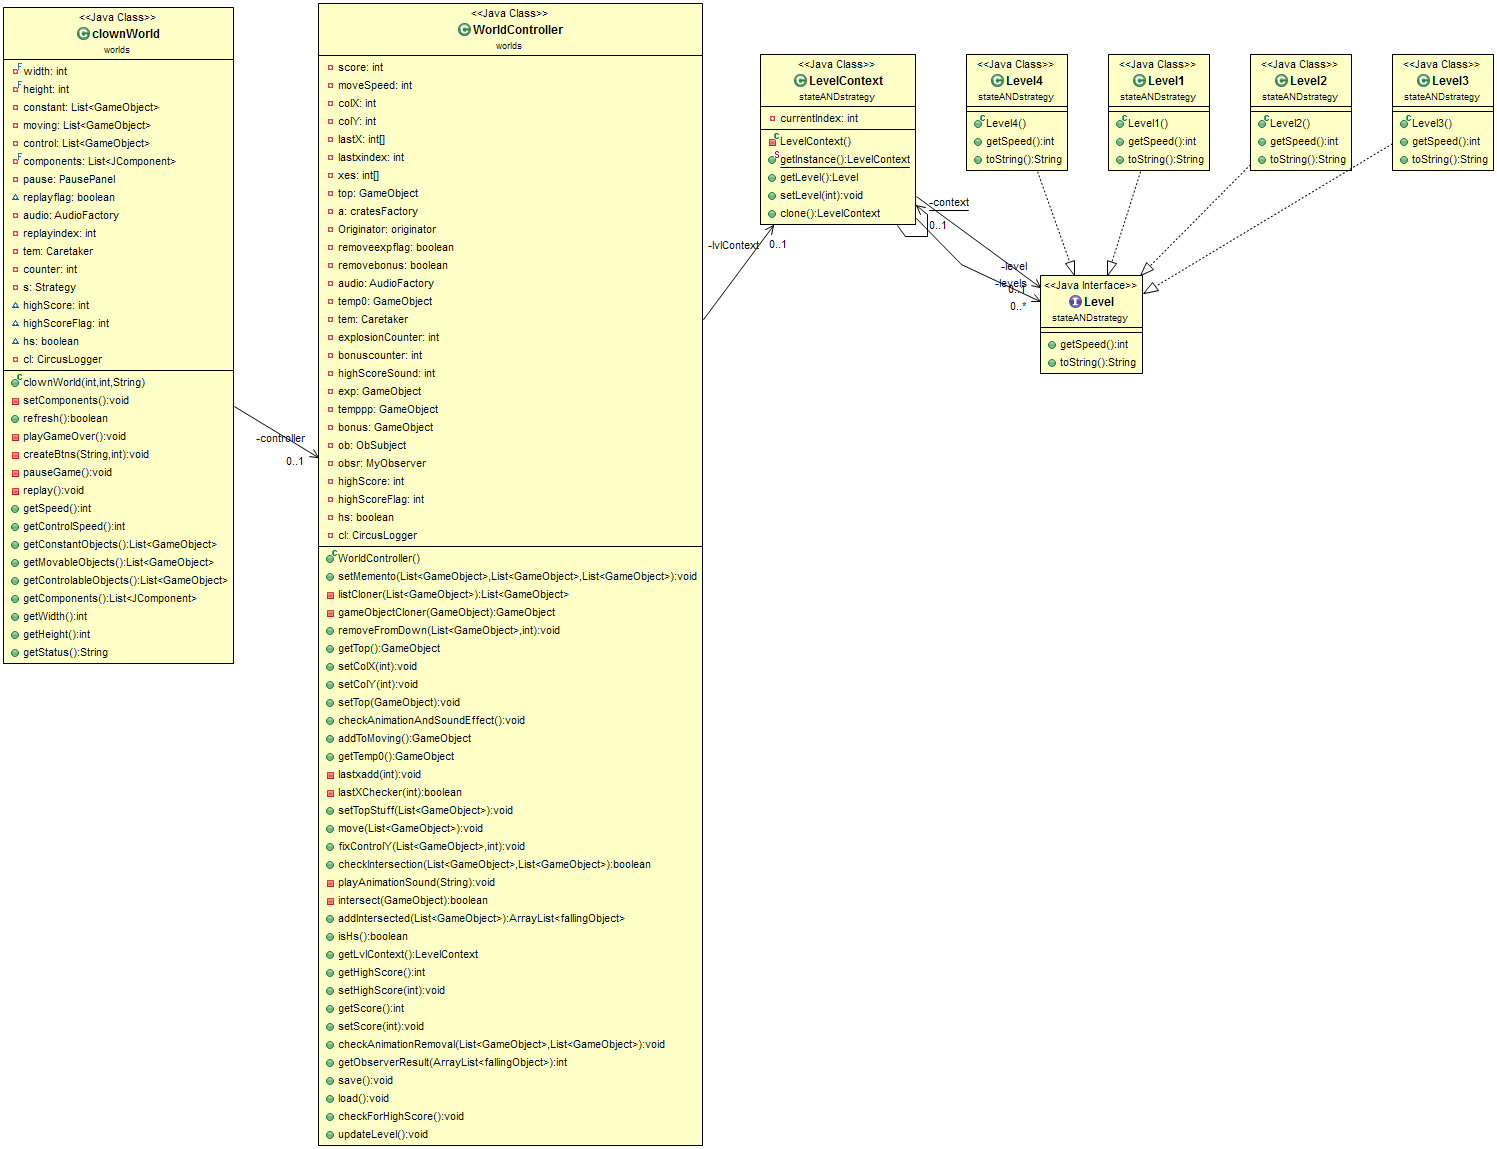 <<Java Class>>
clownWorld
worlds
width: int
height: int
constant: List<GameObject>
moving: List<GameObject>
control: List<GameObject>
components: List<JComponent>
pause: PausePanel
replayflag: boolean
audio: AudioFactory
replayindex: int
tem: Caretaker
counter: int
s: Strategy
highScore: int
highScoreFlag: int
hs: boolean
cl: CircusLogger
clownWorld(int,int,String)
setComponents():void
refresh():boolean
playGameOver():void
createBtns(String,int):void
pauseGame():void
replay():void
getSpeed():int
getControlSpeed():int
getConstantObjects():List<GameObject>
getMovableObjects():List<GameObject>
getControlableObjects():List<GameObject>
getComponents():List<JComponent>
getWidth():int
getHeight():int
getStatus():String
-controller
0..1
<<Java Class>>
WorldController
worlds
score: int
moveSpeed: int
colX: int
colY: int
lastX: int[]
lastxindex: int
xes: int[]
top: GameObject
a: cratesFactory
Originator: originator
removeexpflag: boolean
removebonus: boolean
audio: AudioFactory
temp0: GameObject
tem: Caretaker
explosionCounter: int
bonuscounter: int
highScoreSound: int
exp: GameObject
temppp: GameObject
bonus: GameObject
ob: ObSubject
obsr: MyObserver
highScore: int
highScoreFlag: int
hs: boolean
cl: CircusLogger
WorldController()
setMemento(List<GameObject>,List<GameObject>,List<GameObject>):void
listCloner(List<GameObject>):List<GameObject>
gameObjectCloner(GameObject):GameObject
removeFromDown(List<GameObject>,int):void
getTop():GameObject
setColX(int):void
setColY(int):void
setTop(GameObject):void
checkAnimationAndSoundEffect():void
addToMoving():GameObject
getTemp0():GameObject
lastxadd(int):void
lastXChecker(int):boolean
setTopStuff(List<GameObject>):void
move(List<GameObject>):void
fixControlY(List<GameObject>,int):void
checkIntersection(List<GameObject>,List<GameObject>):boolean
playAnimationSound(String):void
intersect(GameObject):boolean
addIntersected(List<GameObject>):ArrayList<fallingObject>
isHs():boolean
getLvlContext():LevelContext
getHighScore():int
setHighScore(int):void
getScore():int
setScore(int):void
checkAnimationRemoval(List<GameObject>,List<GameObject>):void
getObserverResult(ArrayList<fallingObject>):int
save():void
load():void
checkForHighScore():void
updateLevel():void
-lvlContext
0..1
<<Java Class>>
LevelContext
stateANDstrategy
currentIndex: int
LevelContext()
getInstance():LevelContext
getLevel():Level
setLevel(int):void
clone():LevelContext
-context
0..1
-level
0..1
-levels
0..*
<<Java Class>>
Level4
stateANDstrategy
Level4()
getSpeed():int
toString():String
<<Java Class>>
Level1
stateANDstrategy
Level1()
getSpeed():int
toString():String
<<Java Class>>
Level2
stateANDstrategy
Level2()
getSpeed():int
toString():String
<<Java Class>>
Level3
stateANDstrategy
Level3()
getSpeed():int
toString():String
<<Java Interface>>
Level
stateANDstrategy
getSpeed():int
toString():String